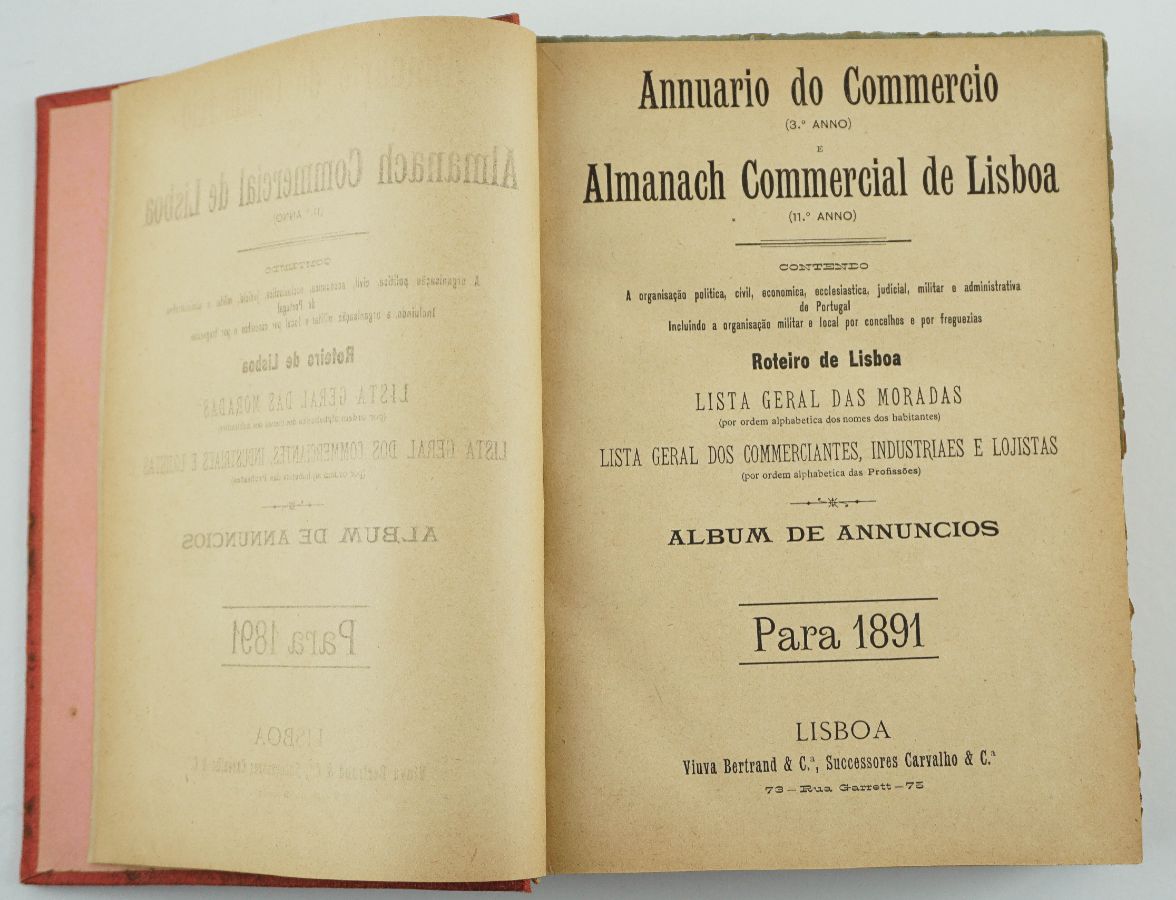 Annuario do Commercio
(3.º ANNO)
E
Almanach Commercial de Lisboa
(11.º ANNO)
CONTENDO
A organisação politica, civil, economica, ecclesiastica, judicial, militar e administrativa
de Portugal
Incluindo a organisação militar e local por concelhos e por freguezias
Roteiro de Lisboa
LISTA GERAL DAS MORADAS
(por ordem alphabetica dos nomes dos habitantes)
LISTA GERAL DOS COMMERCIANTES, INDUSTRIAES E LOJISTAS
(por ordem alphabetica das Profissões)
ALBUM DE ANNUNCIOS
Para 1891
LISBOA
Viuva Bertrand & C.ª, Successores Carvalho & C.ª
73—Rua Garrett—75